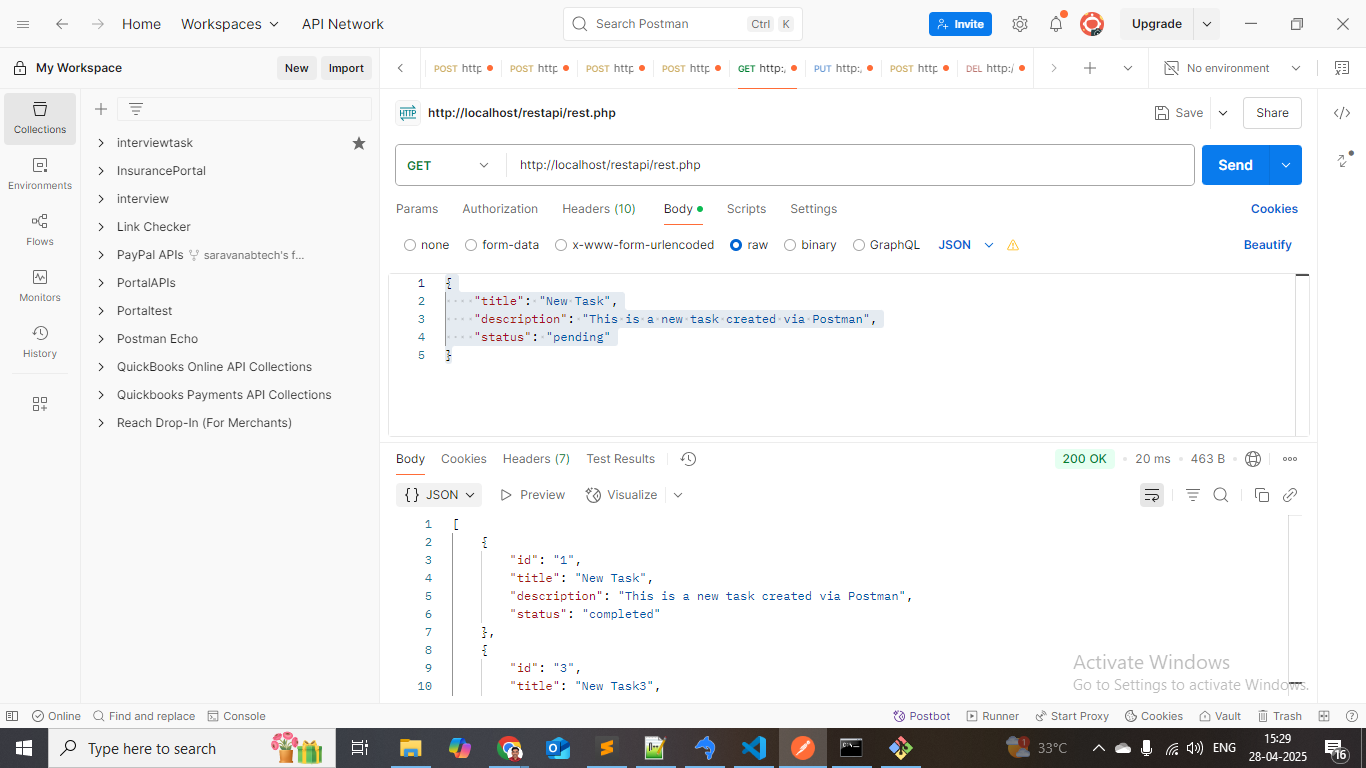 Home Workspaces API Network Search Postman Ctrl K Invite Upgrade
My Workspace New Import POST http POST http POST http POST http GET http:, PUT http:, POST http DEL http:/ No environment
Collections
Environments
Flows
Monitors
History
interviewtask
InsurancePortal
interview
Link Checker
PayPal APIs saravanabtech's f...
PortalAPIs
Portaltest
Postman Echo
QuickBooks Online API Collections
Quickbooks Payments API Collections
Reach Drop-In (For Merchants)
HTTP http://localhost/restapi/rest.php Save Share
GET http://localhost/restapi/rest.php Send
Params Authorization Headers (10) Body Scripts Settings Cookies
none form-data x-www-form-urlencoded raw binary GraphQL JSON Beautify
1 {
2 "title": "New Task",
3 "description": "This is a new task created via Postman",
4 "status": "pending"
5 }
Body Cookies Headers (7) Test Results 200 OK 20 ms 463 B
{} JSON Preview Visualize
1 [
2 {
3 "id": "1",
4 "title": "New Task",
5 "description": "This is a new task created via Postman",
6 "status": "completed"
7 },
8 {
9 "id": "3",
10 "title": "New Task3",
Activate Windows
Go to Settings to activate Windows.
Online Find and replace Console Postbot Runner Start Proxy Cookies Vault Trash
Type here to search 1 33°C ENG 15:29 28-04-2025 16